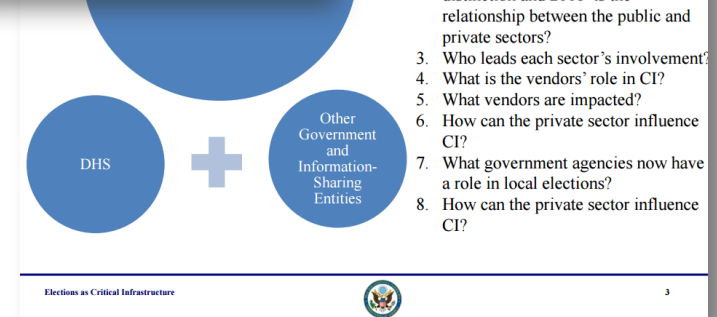 relationship between the public and
private sectors?
3. Who leads each sector's involvement?
4. What is the vendors' role in CI?
5. What vendors are impacted?
6. How can the private sector influence
CI?
7. What government agencies now have
a role in local elections?
8. How can the private sector influence
CI?
DHS
Other
Government
and
Information-
Sharing
Entities
Elections as Critical Infrastructure
3